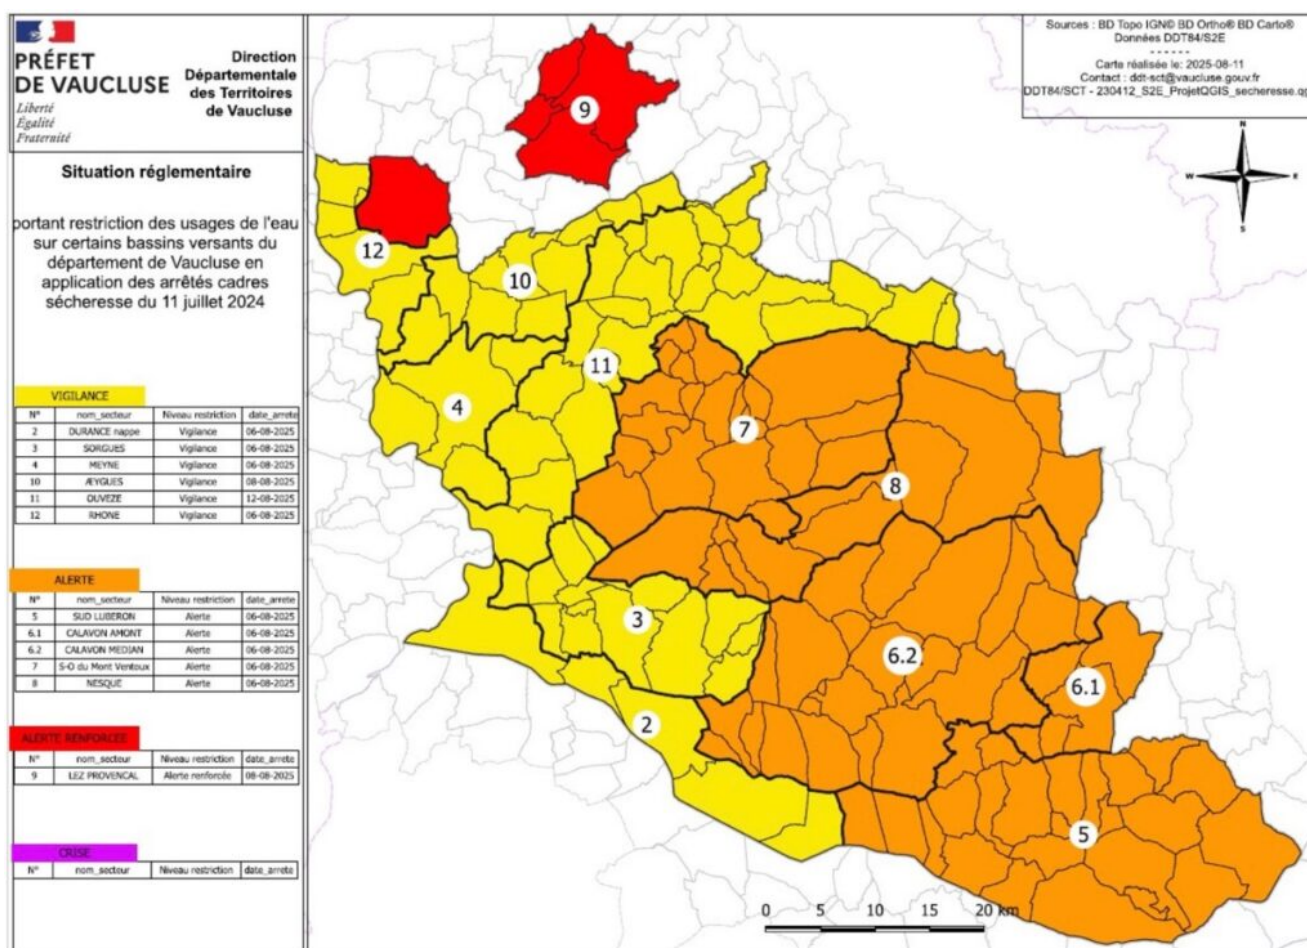 PRÉFET
DE VAUCLUSE
Liberté
Égalité
Fraternité
Direction
Départementale
des Territoires
de Vaucluse
Situation réglementaire
portant restriction des usages de l'eau
sur certains bassins versants du
département de Vaucluse en
application des arrêtés cadres
sécheresse du 11 juillet 2024
VIGILANCE
N° nom_secteur Niveau restriction date_arrete
2 DURANCE nappe Vigilance 06-08-2025
3 SORGUES Vigilance 06-08-2025
4 MEYNE Vigilance 06-08-2025
10 ÆYGUES Vigilance 08-08-2025
11 OUVEZE Vigilance 12-08-2025
12 RHONE Vigilance 06-08-2025
ALERTE
N° nom_secteur Niveau restriction date_arrete
5 SUD LUBERON Alerte 06-08-2025
6.1 CALAVON AMONT Alerte 06-08-2025
6.2 CALAVON MEDIAN Alerte 06-08-2025
7 S-O du Mont Ventoux Alerte 06-08-2025
8 NESQUE Alerte 06-08-2025
ALERTE RENFORCEE
N° nom_secteur Niveau restriction date_arrete
9 LEZ PROVENCAL Alerte renforcée 08-08-2025
CRISE
N° nom_secteur Niveau restriction date_arrete
Sources : BD Topo IGN© BD Ortho® BD Carto®
Données DDT84/S2E
- - - - - -
Carte réalisée le: 2025-08-11
Contact : ddt-sct@vaucluse.gouv.fr
DDT84/SCT - 230412_S2E_ProjetQGIS_secheresse.qg
N
W E
S
9
12
10
11
4
7
8
3
6.2
6.1
2
5
0 5 10 15 20 km